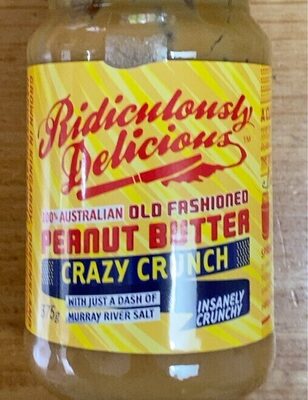 Ridiculously
Delicious™
100% AUSTRALIAN OLD FASHIONED
PEANUT BUTTER
CRAZY CRUNCH
375g
WITH JUST A DASH OF
MURRAY RIVER SALT
INSANELY
CRUNCHY